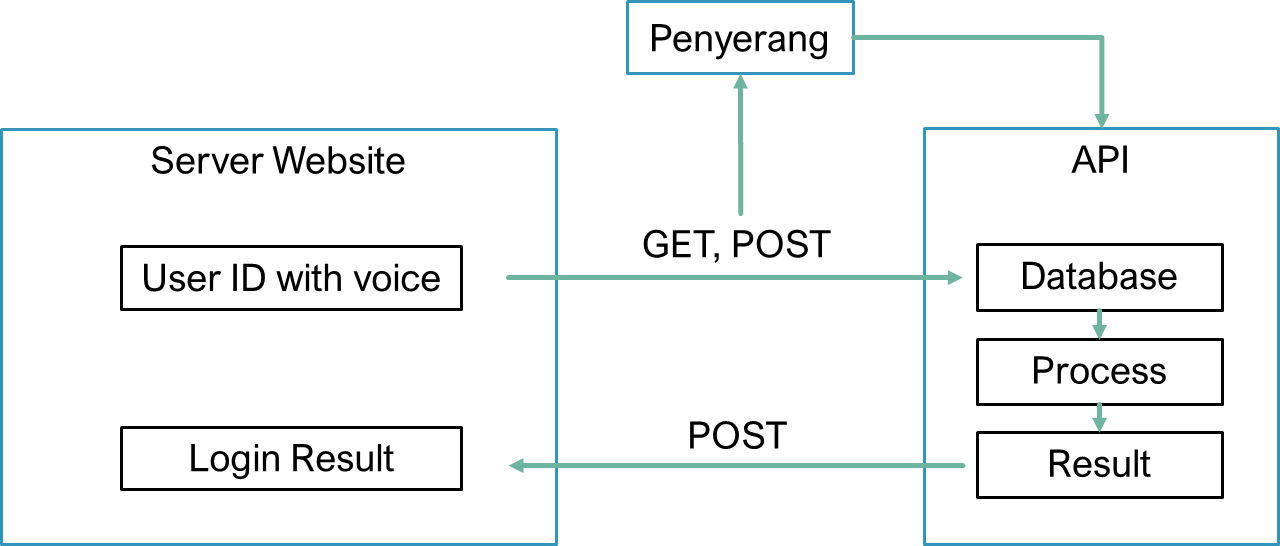 Penyerang
Server Website
API
GET, POST
User ID with voice
Database
Process
POST
Login Result
Result